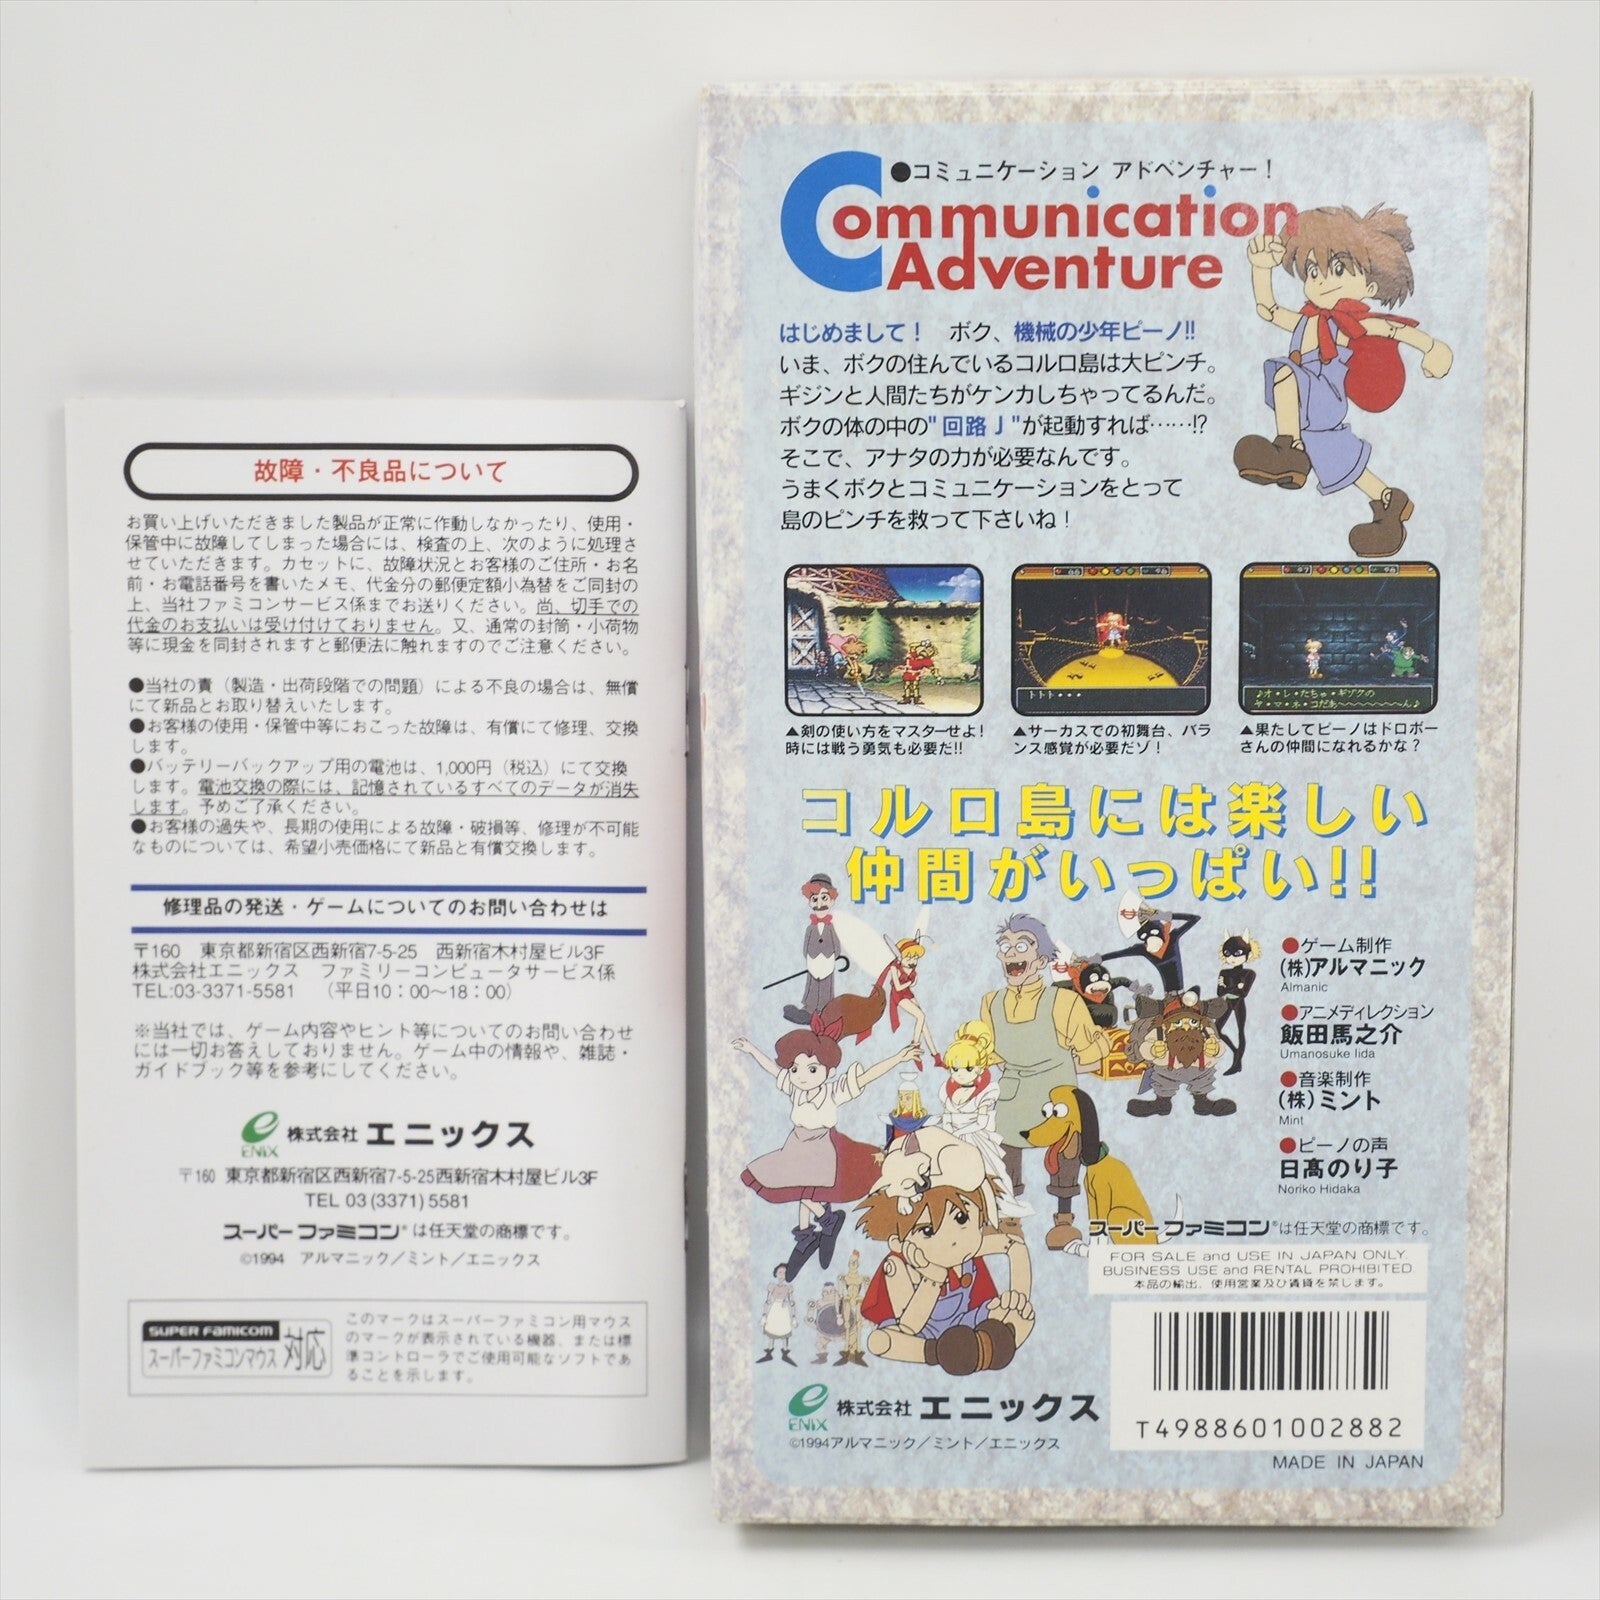 故障・不良品について
お買い上げいただきました製品が正常に作動しなかったり、使用・
保管中に故障してしまった場合には、検査の上、次のように処理さ
せていただきます。カセットに、故障状況とお客様のご住所・お名
前・お電話番号を書いたメモ、代金分の郵便定額小為替をご同封の
上、当社ファミコンサービス係までお送りください。尚、切手での
代金のお支払いは受け付けておりません。又、通常の封筒・小荷物
等に現金を同封されますと郵便法に触れますのでご注意ください。
●当社の責（製造・出荷段階での問題）による不良の場合は、無償
にて新品とお取り替えいたします。
●お客様の使用・保管中等におこった故障は、有償にて修理、交換
します。
●バッテリーバックアップ用の電池は、1,000円（税込）にて交換
します。電池交換の際には、記憶されているすべてのデータが消失
します。予めご了承ください。
●お客様の過失や、長期の使用による故障・破損等、修理が不可能
なものについては、希望小売価格にて新品と有償交換します。
修理品の発送・ゲームについてのお問い合わせは
〒160 東京都新宿区西新宿7-5-25 西新宿木村屋ビル3F
株式会社エニックス ファミリーコンピュータサービス係
TEL:03-3371-5581 （平日10：00〜18：00）
※当社では、ゲーム内容やヒント等についてのお問い合わせ
には一切お答えしておりません。ゲーム中の情報や、雑誌・
ガイドブック等を参考にしてください。
ENIX 株式会社 エニックス
〒160 東京都新宿区西新宿7-5-25西新宿木村屋ビル3F
TEL 03(3371)5581
スーパーファミコン®は任天堂の商標です。
©1994 アルマニック／ミント／エニックス
SUPER FAMICOM
スーパーファミコンマウス 対応
このマークはスーパーファミコン用マウス
のマークが表示されている機器、または標
準コントローラでご使用可能なソフトであ
ることを示します。
●コミュニケーション アドベンチャー！
Communication
Adventure
はじめまして！ ボク、機械の少年ピーノ!!
いま、ボクの住んでいるコルロ島は大ピンチ。
ギジンと人間たちがケンカしちゃってるんだ。
ボクの体の中の"回路J"が起動すれば……!?
そこで、アナタの力が必要なんです。
うまくボクとコミュニケーションをとって
島のピンチを救って下さいね！
トトト・・・
♪オ・レ・たちゅ・ギゾクの
ヤ・マ・ネ・コだぁ〜〜〜〜〜〜ん♪
▲剣の使い方をマスターせよ！
時には戦う勇気も必要だ!!
▲サーカスでの初舞台、バラ
ンス感覚が必要だゾ！
▲果たしてピーノはドロボー
さんの仲間になれるかな？
コルロ島には楽しい
仲間がいっぱい!!
●ゲーム制作
(株)アルマニック
Almanic
●アニメディレクション
飯田馬之介
Umanosuke Iida
●音楽制作
(株)ミント
Mint
●ピーノの声
日髙のり子
Noriko Hidaka
スーパーファミコン®は任天堂の商標です。
FOR SALE and USE IN JAPAN ONLY.
BUSINESS USE and RENTAL PROHIBITED
本品の輸出、使用営業及び賃貸を禁じます。
ENIX 株式会社 エニックス
©1994アルマニック／ミント／エニックス
T4988601002882
MADE IN JAPAN